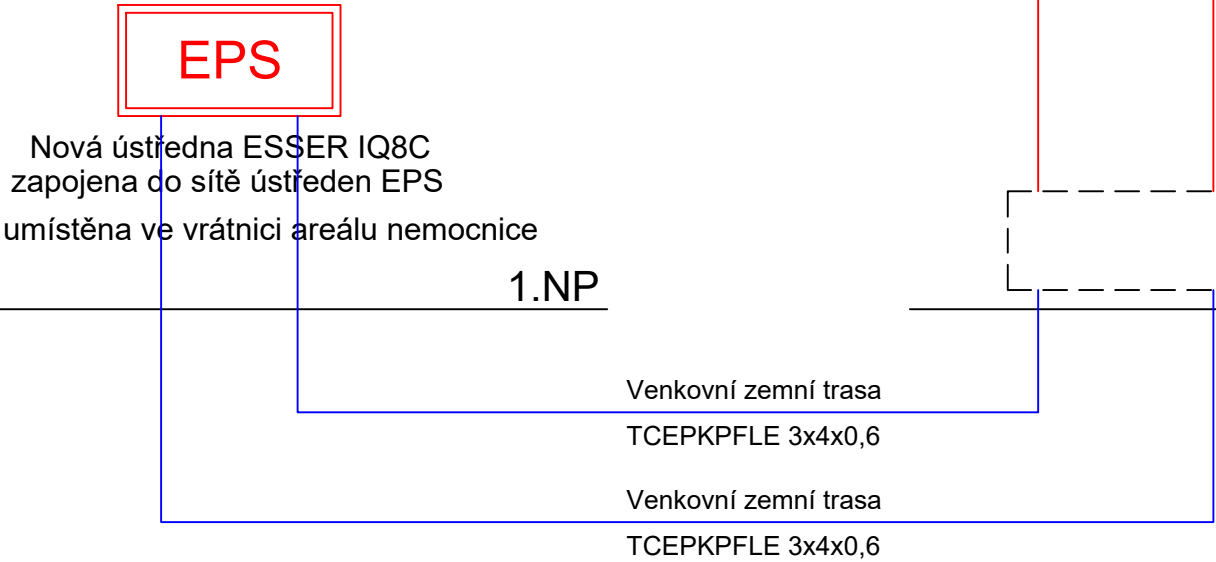 EPS
Nová ústředna ESSER IQ8C
zapojena do sítě ústředen EPS
umístěna ve vrátnici areálu nemocnice
1.NP
Venkovní zemní trasa
TCEPKPFLE 3x4x0,6
Venkovní zemní trasa
TCEPKPFLE 3x4x0,6